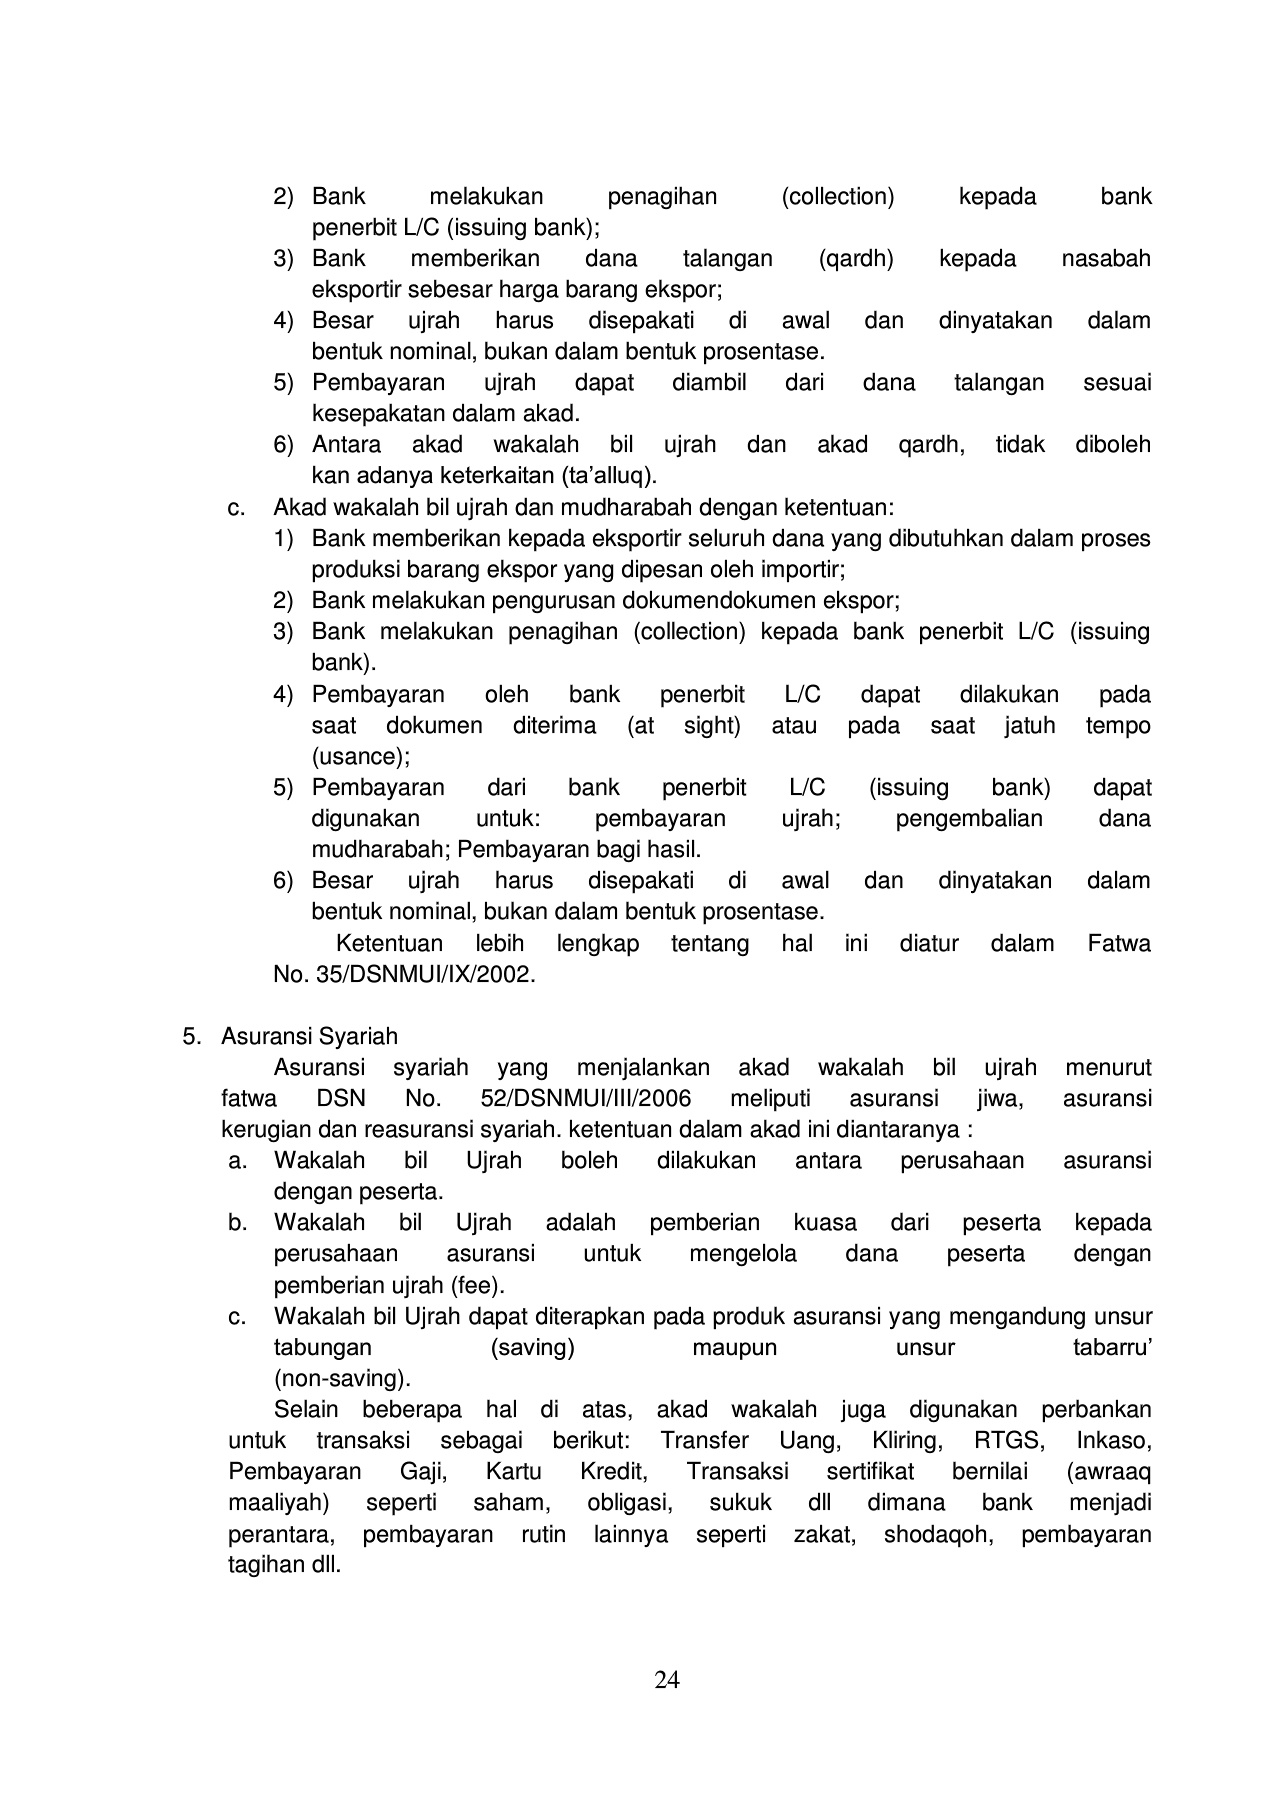 2) Bank melakukan penagihan (collection) kepada bank
penerbit L/C (issuing bank);
3) Bank memberikan dana talangan (qardh) kepada nasabah
eksportir sebesar harga barang ekspor;
4) Besar ujrah harus disepakati di awal dan dinyatakan dalam
bentuk nominal, bukan dalam bentuk prosentase.
5) Pembayaran ujrah dapat diambil dari dana talangan sesuai
kesepakatan dalam akad.
6) Antara akad wakalah bil ujrah dan akad qardh, tidak diboleh
kan adanya keterkaitan (ta’alluq).
c. Akad wakalah bil ujrah dan mudharabah dengan ketentuan:
1) Bank memberikan kepada eksportir seluruh dana yang dibutuhkan dalam proses
produksi barang ekspor yang dipesan oleh importir;
2) Bank melakukan pengurusan dokumendokumen ekspor;
3) Bank melakukan penagihan (collection) kepada bank penerbit L/C (issuing
bank).
4) Pembayaran oleh bank penerbit L/C dapat dilakukan pada
saat dokumen diterima (at sight) atau pada saat jatuh tempo
(usance);
5) Pembayaran dari bank penerbit L/C (issuing bank) dapat
digunakan untuk: pembayaran ujrah; pengembalian dana
mudharabah; Pembayaran bagi hasil.
6) Besar ujrah harus disepakati di awal dan dinyatakan dalam
bentuk nominal, bukan dalam bentuk prosentase.
Ketentuan lebih lengkap tentang hal ini diatur dalam Fatwa
No. 35/DSNMUI/IX/2002.
5. Asuransi Syariah
Asuransi syariah yang menjalankan akad wakalah bil ujrah menurut
fatwa DSN No. 52/DSNMUI/III/2006 meliputi asuransi jiwa, asuransi
kerugian dan reasuransi syariah. ketentuan dalam akad ini diantaranya :
a. Wakalah bil Ujrah boleh dilakukan antara perusahaan asuransi
dengan peserta.
b. Wakalah bil Ujrah adalah pemberian kuasa dari peserta kepada
perusahaan asuransi untuk mengelola dana peserta dengan
pemberian ujrah (fee).
c. Wakalah bil Ujrah dapat diterapkan pada produk asuransi yang mengandung unsur
tabungan (saving) maupun unsur tabarru’
(non-saving).
Selain beberapa hal di atas, akad wakalah juga digunakan perbankan
untuk transaksi sebagai berikut: Transfer Uang, Kliring, RTGS, Inkaso,
Pembayaran Gaji, Kartu Kredit, Transaksi sertifikat bernilai (awraaq
maaliyah) seperti saham, obligasi, sukuk dll dimana bank menjadi
perantara, pembayaran rutin lainnya seperti zakat, shodaqoh, pembayaran
tagihan dll.
24